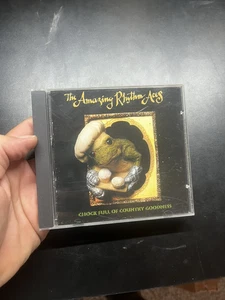 The Amazing Rhythm Aces
CHOCK FULL OF COUNTRY GOODNESS